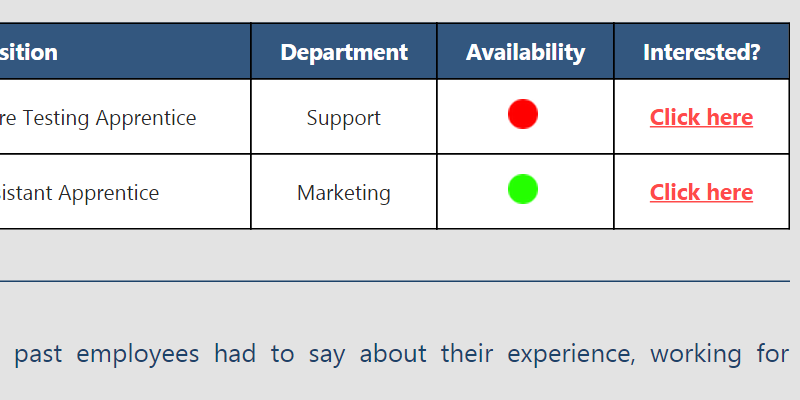 sition Department Availability Interested?
re Testing Apprentice Support Click here
istant Apprentice Marketing Click here
past employees had to say about their experience, working for